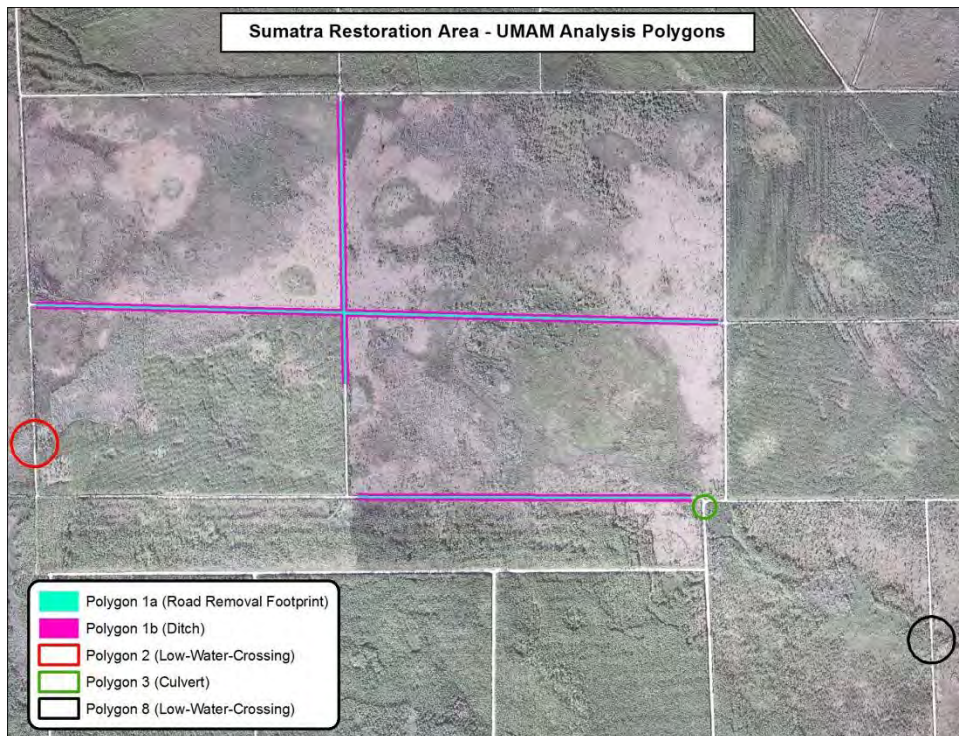 Sumatra Restoration Area - UMAM Analysis Polygons
Polygon 1a (Road Removal Footprint)
Polygon 1b (Ditch)
Polygon 2 (Low-Water-Crossing)
Polygon 3 (Culvert)
Polygon 8 (Low-Water-Crossing)